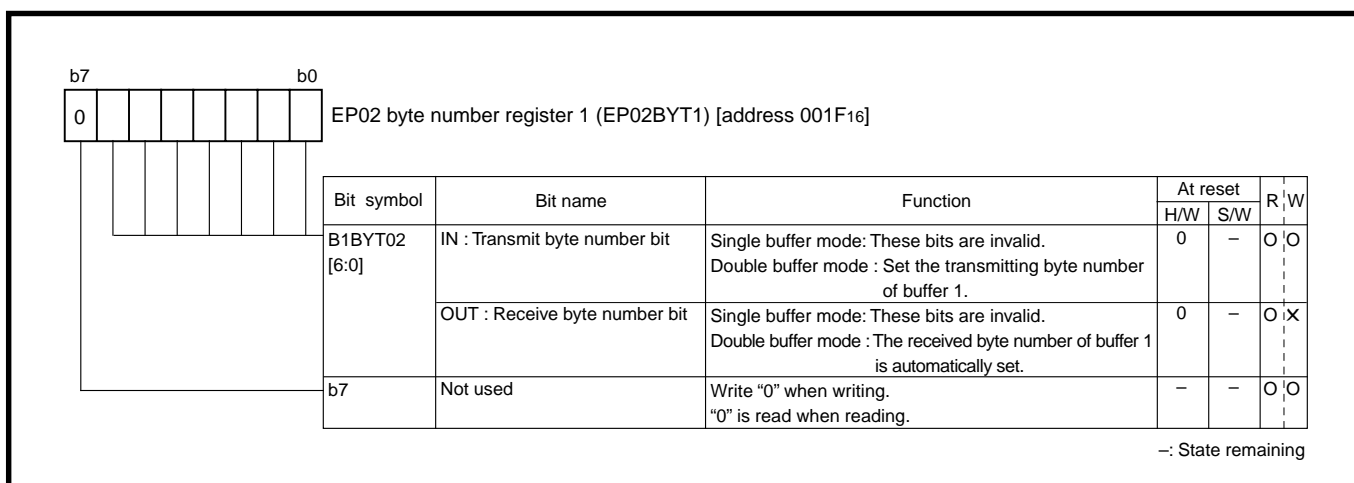 b7 b0
0 EP02 byte number register 1 (EP02BYT1) [address 001F16]
Bit symbol Bit name Function At reset R W
H/W S/W
B1BYT02 IN : Transmit byte number bit Single buffer mode: These bits are invalid. 0 – O O
[6:0] Double buffer mode : Set the transmitting byte number
of buffer 1.
OUT : Receive byte number bit Single buffer mode: These bits are invalid. 0 – O ×
Double buffer mode : The received byte number of buffer 1
is automatically set.
b7 Not used Write “0” when writing. – – O O
“0” is read when reading.
–: State remaining